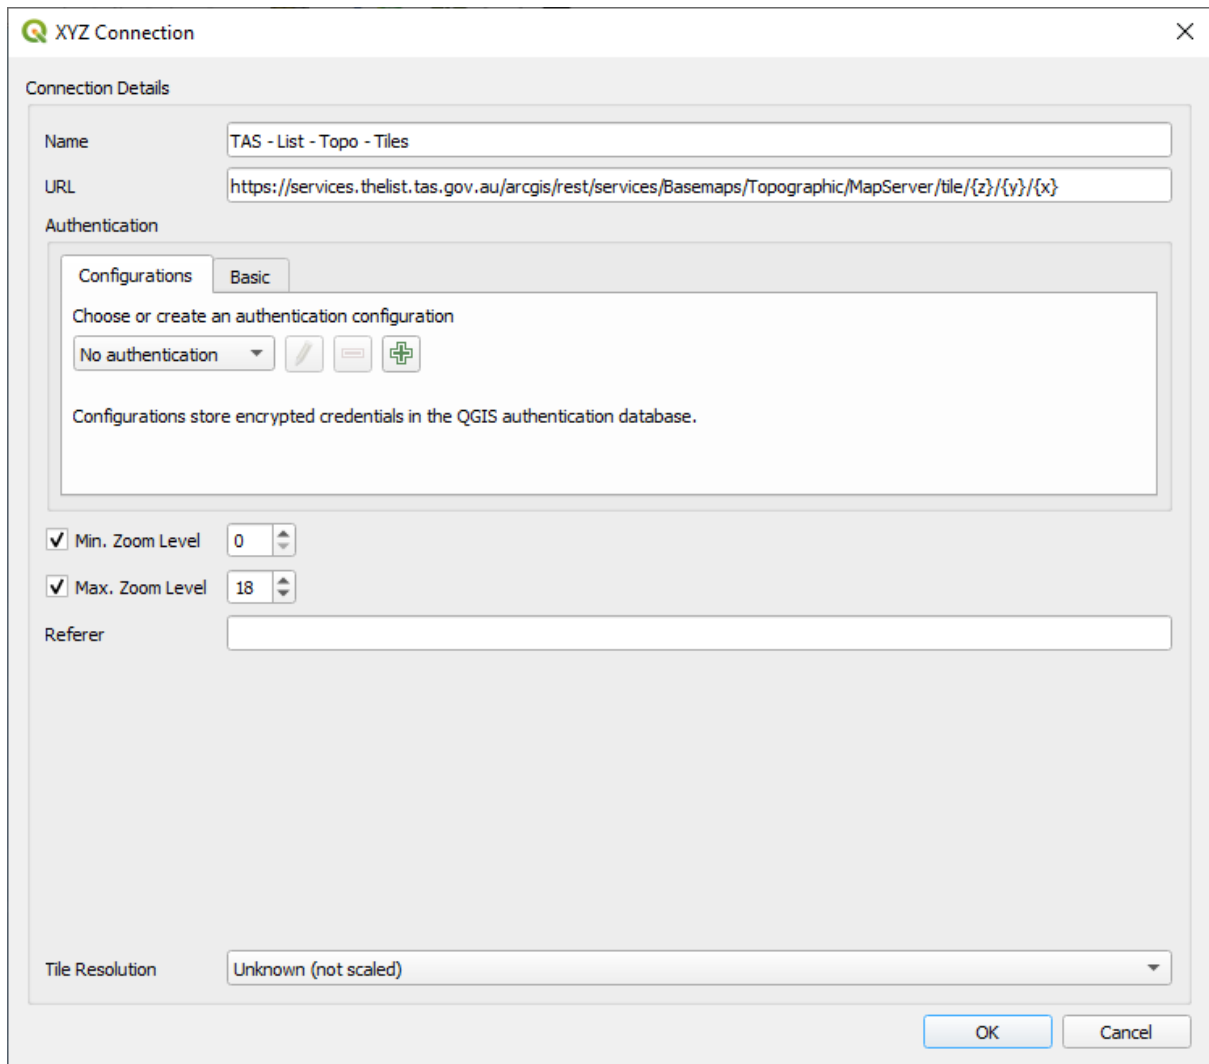 XYZ Connection
Connection Details
Name
TAS - List - Topo - Tiles
URL
https://services.thelist.tas.gov.au/arcgis/rest/services/Basemaps/Topographic/MapServer/tile/{z}/{y}/{x}
Authentication
Configurations
Basic
Choose or create an authentication configuration
No authentication
Configurations store encrypted credentials in the QGIS authentication database.
Min. Zoom Level
0
Max. Zoom Level
18
Referer
Tile Resolution
Unknown (not scaled)
OK
Cancel